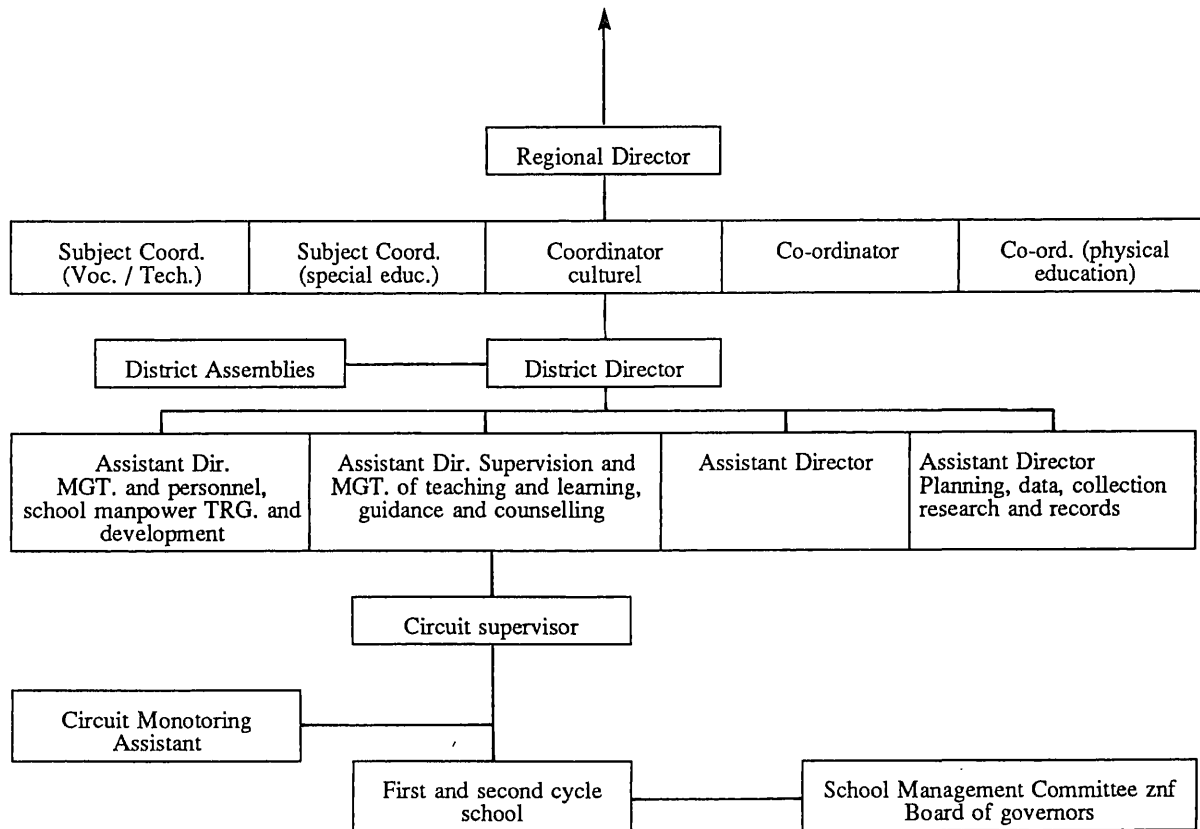 Regional Director
Subject Coord.
(Voc. / Tech.)
Subject Coord.
(special educ.)
Coordinator
culturel
Co-ordinator
Co-ord. (physical
education)
District Assemblies
District Director
Assistant Dir.
MGT. and personnel,
school manpower TRG. and
development
Assistant Dir. Supervision and
MGT. of teaching and learning,
guidance and counselling
Assistant Director
Assistant Director
Planning, data, collection
research and records
Circuit supervisor
Circuit Monotoring
Assistant
First and second cycle
school
School Management Committee znf
Board of governors